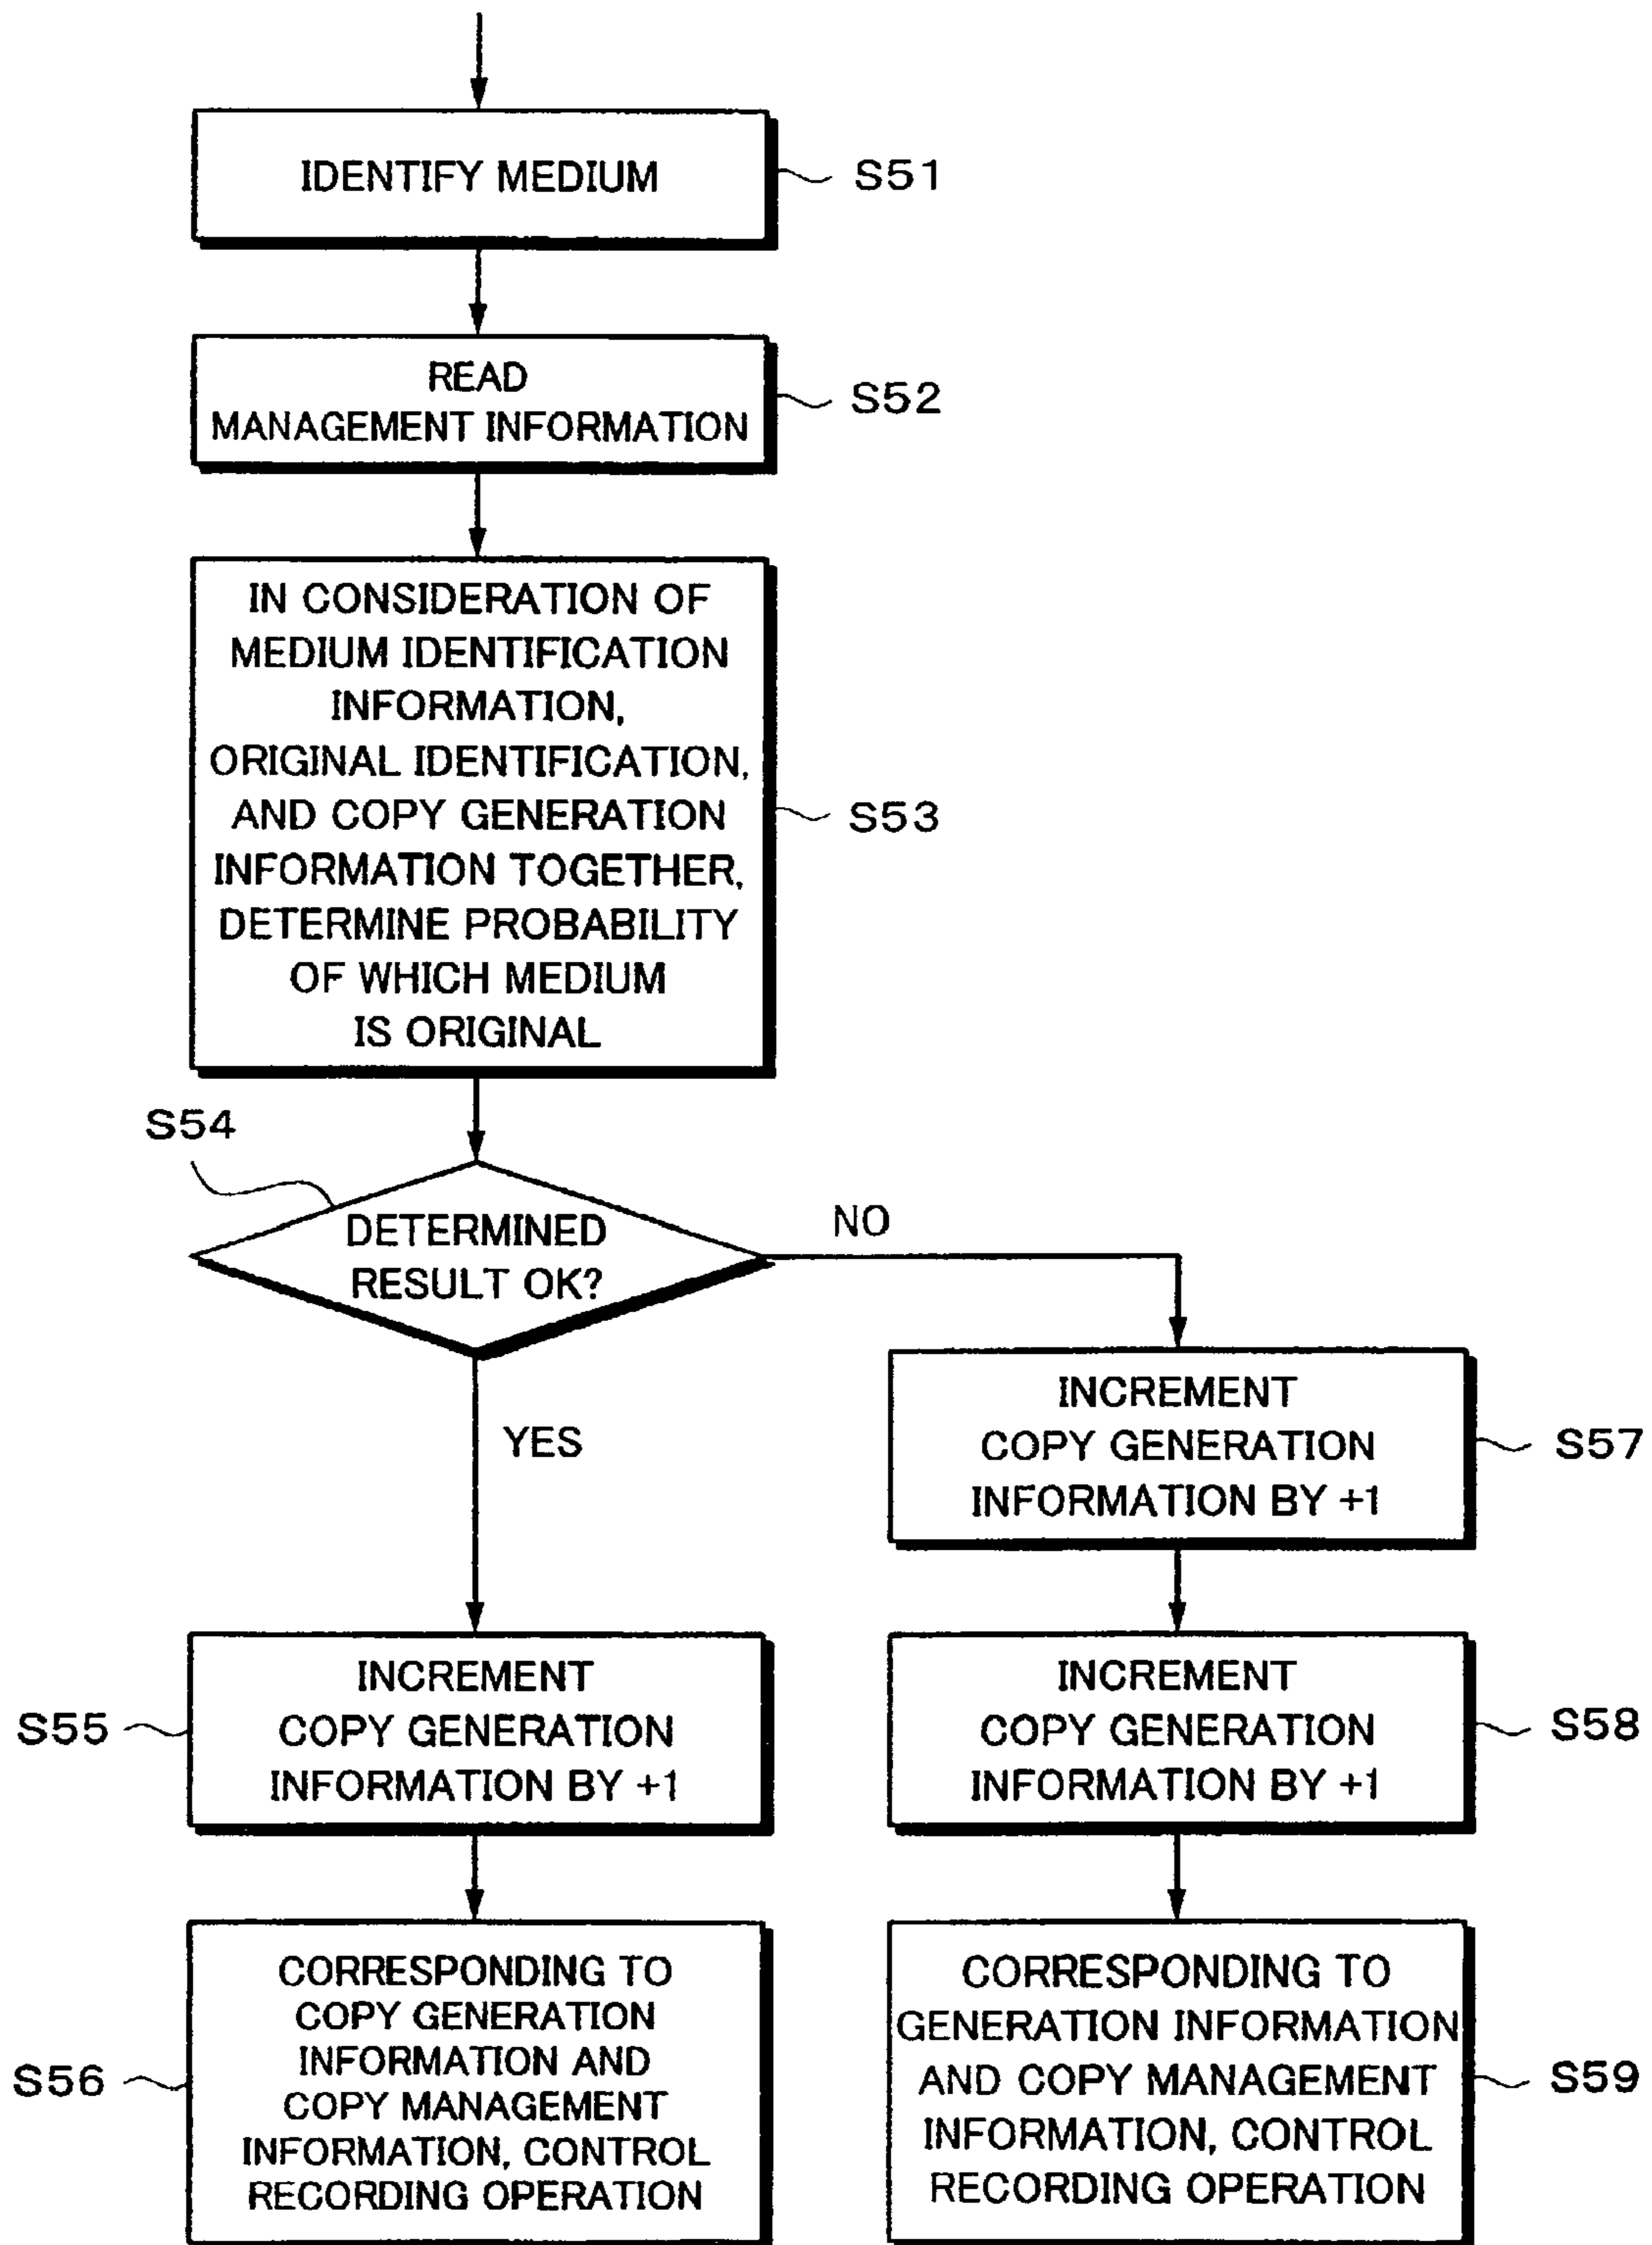 IDENTIFY MEDIUM
S51
READ
MANAGEMENT INFORMATION
S52
IN CONSIDERATION OF
MEDIUM IDENTIFICATION
INFORMATION,
ORIGINAL IDENTIFICATION,
AND COPY GENERATION
INFORMATION TOGETHER,
DETERMINE PROBABILITY
OF WHICH MEDIUM
IS ORIGINAL
S53
S54
DETERMINED
RESULT OK?
NO
YES
INCREMENT
COPY GENERATION
INFORMATION BY +1
S57
S55
INCREMENT
COPY GENERATION
INFORMATION BY +1
INCREMENT
COPY GENERATION
INFORMATION BY +1
S58
S56
CORRESPONDING TO
COPY GENERATION
INFORMATION AND
COPY MANAGEMENT
INFORMATION, CONTROL
RECORDING OPERATION
CORRESPONDING TO
GENERATION INFORMATION
AND COPY MANAGEMENT
INFORMATION, CONTROL
RECORDING OPERATION
S59